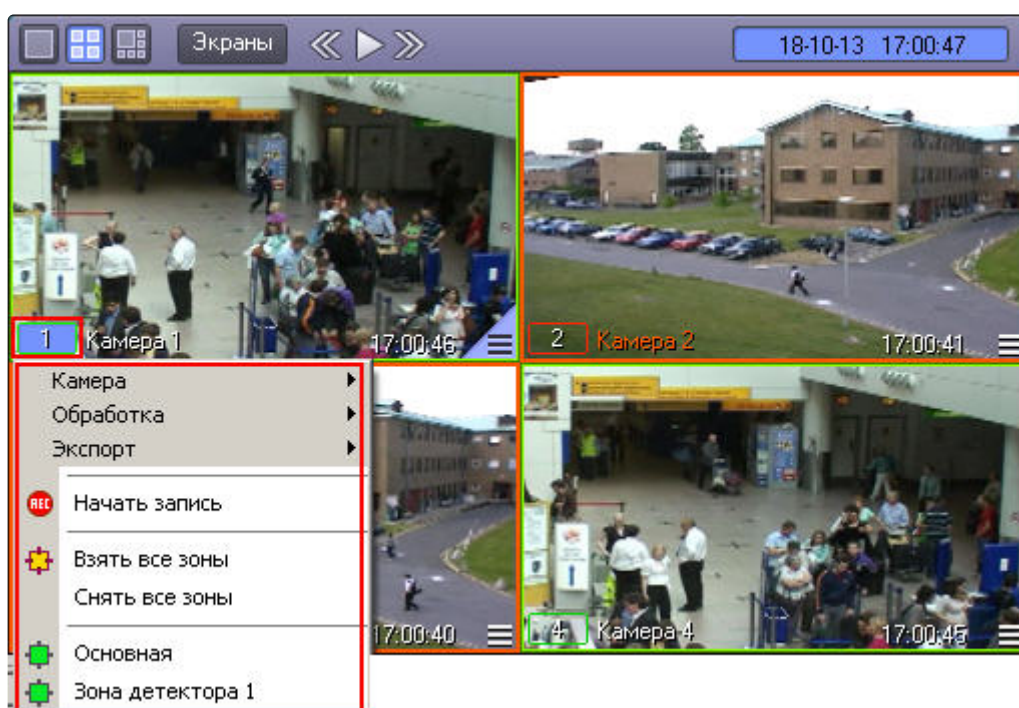 Экраны
18-10-13 17:00:47
1 Камера 1 17:00:46
2 Камера 2 17:00:41
Камера
Обработка
Экспорт
REC Начать запись
Взять все зоны
Снять все зоны
Основная
Зона детектора 1
17:00:40
4 Камера 4 17:00:45